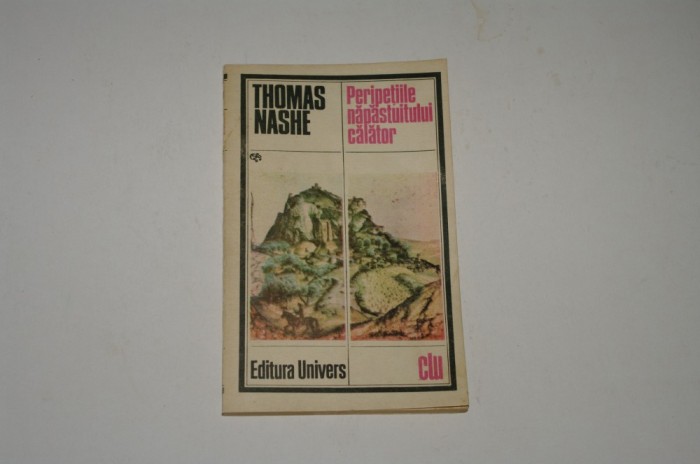 THOMAS
NASHE
Peripețiile
năpăstuitului
călător
Editura Univers
clu